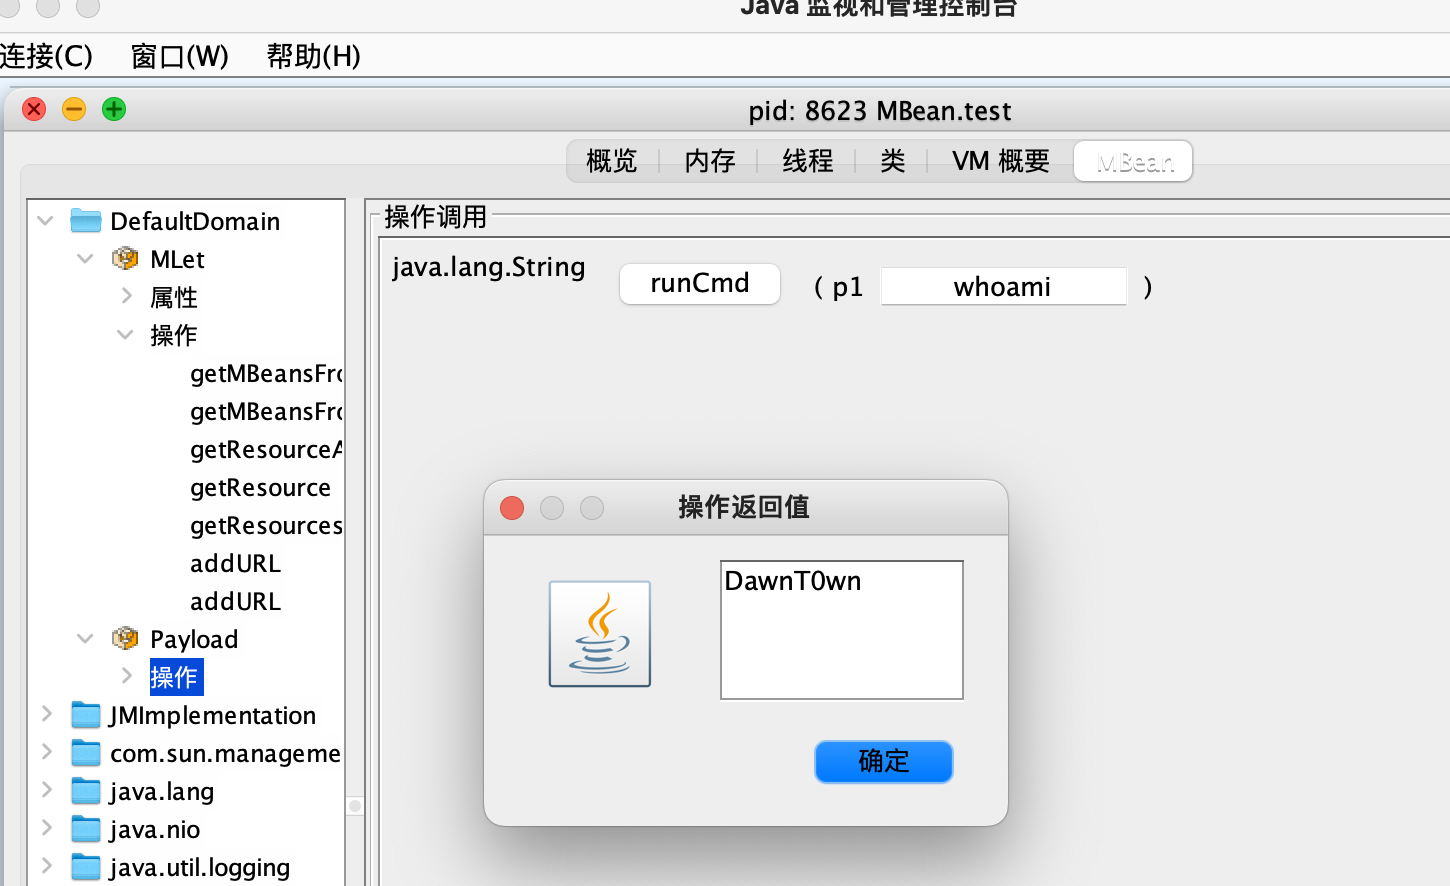 Java 监视和管理控制台
连接(C) 窗口(W) 帮助(H)
pid: 8623 MBean.test
概览 内存 线程 类 VM 概要 MBean
DefaultDomain
MLet
属性
操作
getMBeansFro
getMBeansFro
getResourceA
getResource
getResources
addURL
addURL
Payload
操作
JMImplementation
com.sun.manageme
java.lang
java.nio
java.util.logging
操作调用
java.lang.String runCmd ( p1 whoami )
操作返回值
DawnT0wn
确定